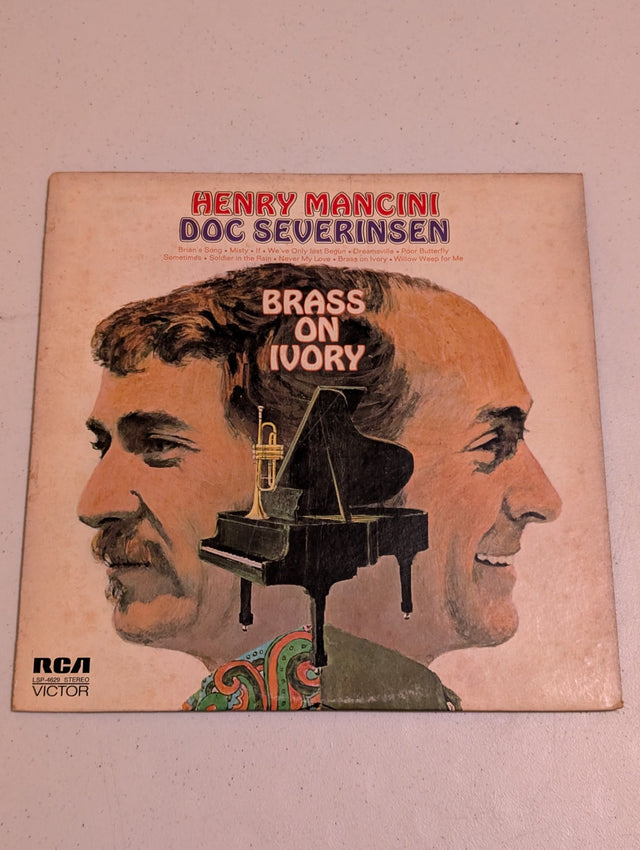 HENRY MANCINI
DOC SEVERINSEN
Brian's Song • Misty • If • We've Only Just Begun • Dreamsville • Poor Butterfly
Sometimes • Soldier in the Rain • Never My Love • Brass on Ivory • Willow Weep for Me
BRASS
ON
IVORY
RCA
LSP-4629 STEREO
VICTOR